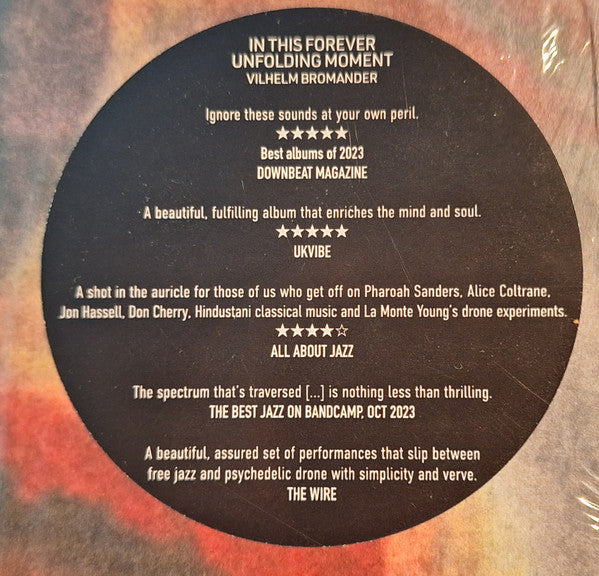 IN THIS FOREVER
UNFOLDING MOMENT
VILHELM BROMANDER
Ignore these sounds at your own peril.
★★★★★
Best albums of 2023
DOWNBEAT MAGAZINE
A beautiful, fulfilling album that enriches the mind and soul.
★★★★★
UKVIBE
A shot in the auricle for those of us who get off on Pharoah Sanders, Alice Coltrane,
Jon Hassell, Don Cherry, Hindustani classical music and La Monte Young's drone experiments.
★★★★☆
ALL ABOUT JAZZ
The spectrum that's traversed [...] is nothing less than thrilling.
THE BEST JAZZ ON BANDCAMP, OCT 2023
A beautiful, assured set of performances that slip between
free jazz and psychedelic drone with simplicity and verve.
THE WIRE